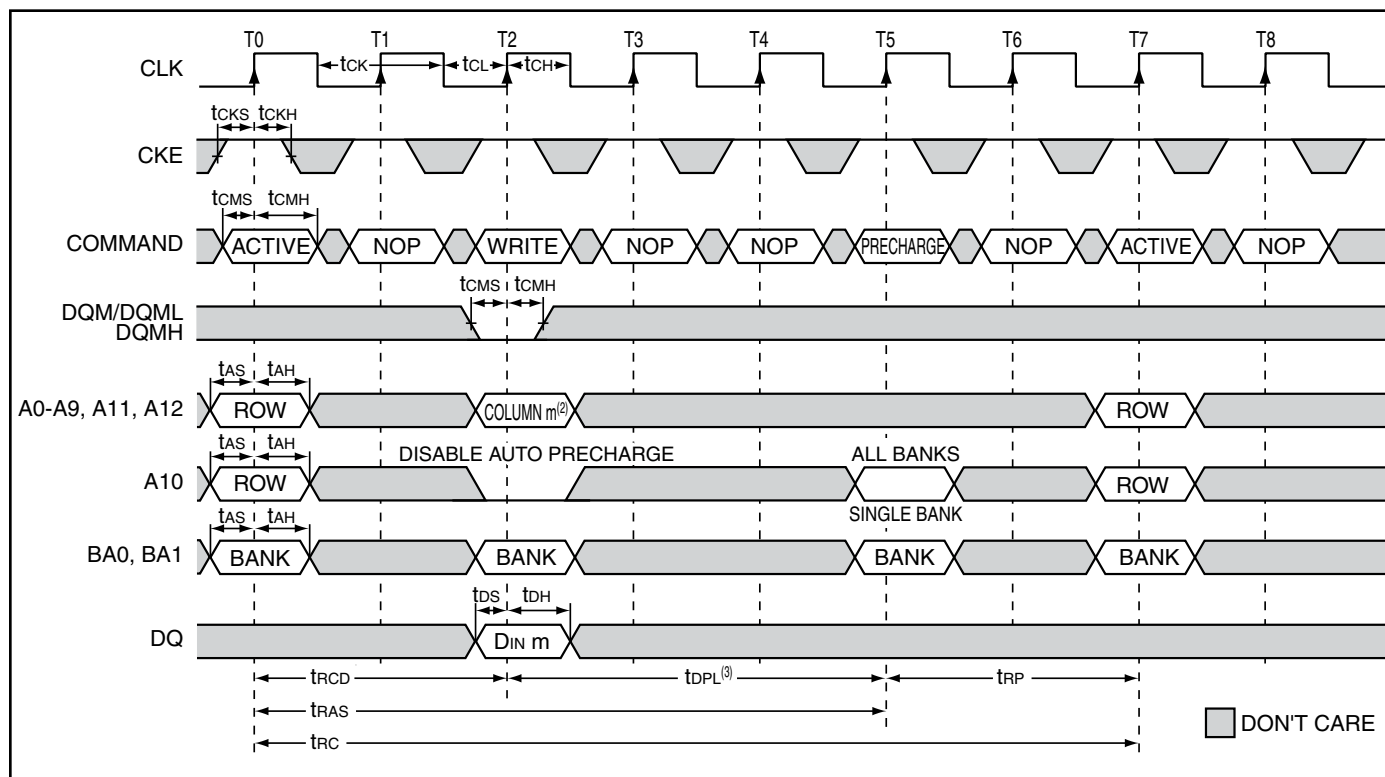 T0 T1 T2 T3 T4 T5 T6 T7 T8
CLK
tCK tCL tCH
tCKS tCKH
CKE
tCMS tCMH
COMMAND ACTIVE NOP WRITE NOP NOP PRECHARGE NOP ACTIVE NOP
tCMS tCMH
DQM/DQML
DQMH
tAS tAH
A0-A9, A11, A12 ROW COLUMN m(2) ROW
tAS tAH DISABLE AUTO PRECHARGE ALL BANKS
A10 ROW ROW
tAS tAH SINGLE BANK
BA0, BA1 BANK BANK BANK BANK
tDS tDH
DQ DIN m
tRCD tDPL(3) tRP
tRAS
DON'T CARE
tRC